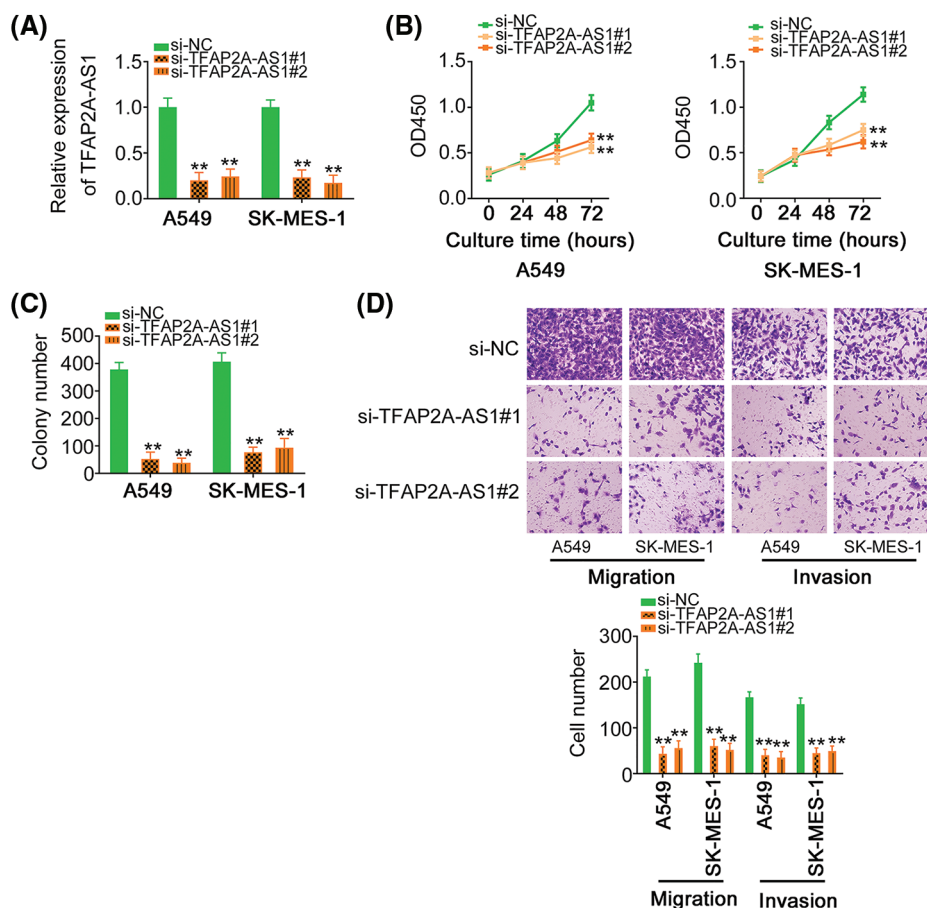 (A)
si-NC
si-TFAP2A-AS1#1
si-TFAP2A-AS1#2
Relative expression
of TFAP2A-AS1
1.5
1.0
0.5
0.0
** **
** **
A549 SK-MES-1
(B)
si-NC
si-TFAP2A-AS1#1
si-TFAP2A-AS1#2
OD450
1.5
1.0
0.5
0.0
**
**
0 24 48 72
Culture time (hours)
A549
si-NC
si-TFAP2A-AS1#1
si-TFAP2A-AS1#2
OD450
1.5
1.0
0.5
0.0
**
**
0 24 48 72
Culture time (hours)
SK-MES-1
(C)
si-NC
si-TFAP2A-AS1#1
si-TFAP2A-AS1#2
Colony number
500
400
300
200
100
0
** **
** **
A549 SK-MES-1
(D)
si-NC
si-TFAP2A-AS1#1
si-TFAP2A-AS1#2
A549 SK-MES-1 A549 SK-MES-1
Migration Invasion
si-NC
si-TFAP2A-AS1#1
si-TFAP2A-AS1#2
Cell number
300
200
100
0
** ** ** ** ** ** ** **
A549
SK-MES-1
A549
SK-MES-1
Migration Invasion